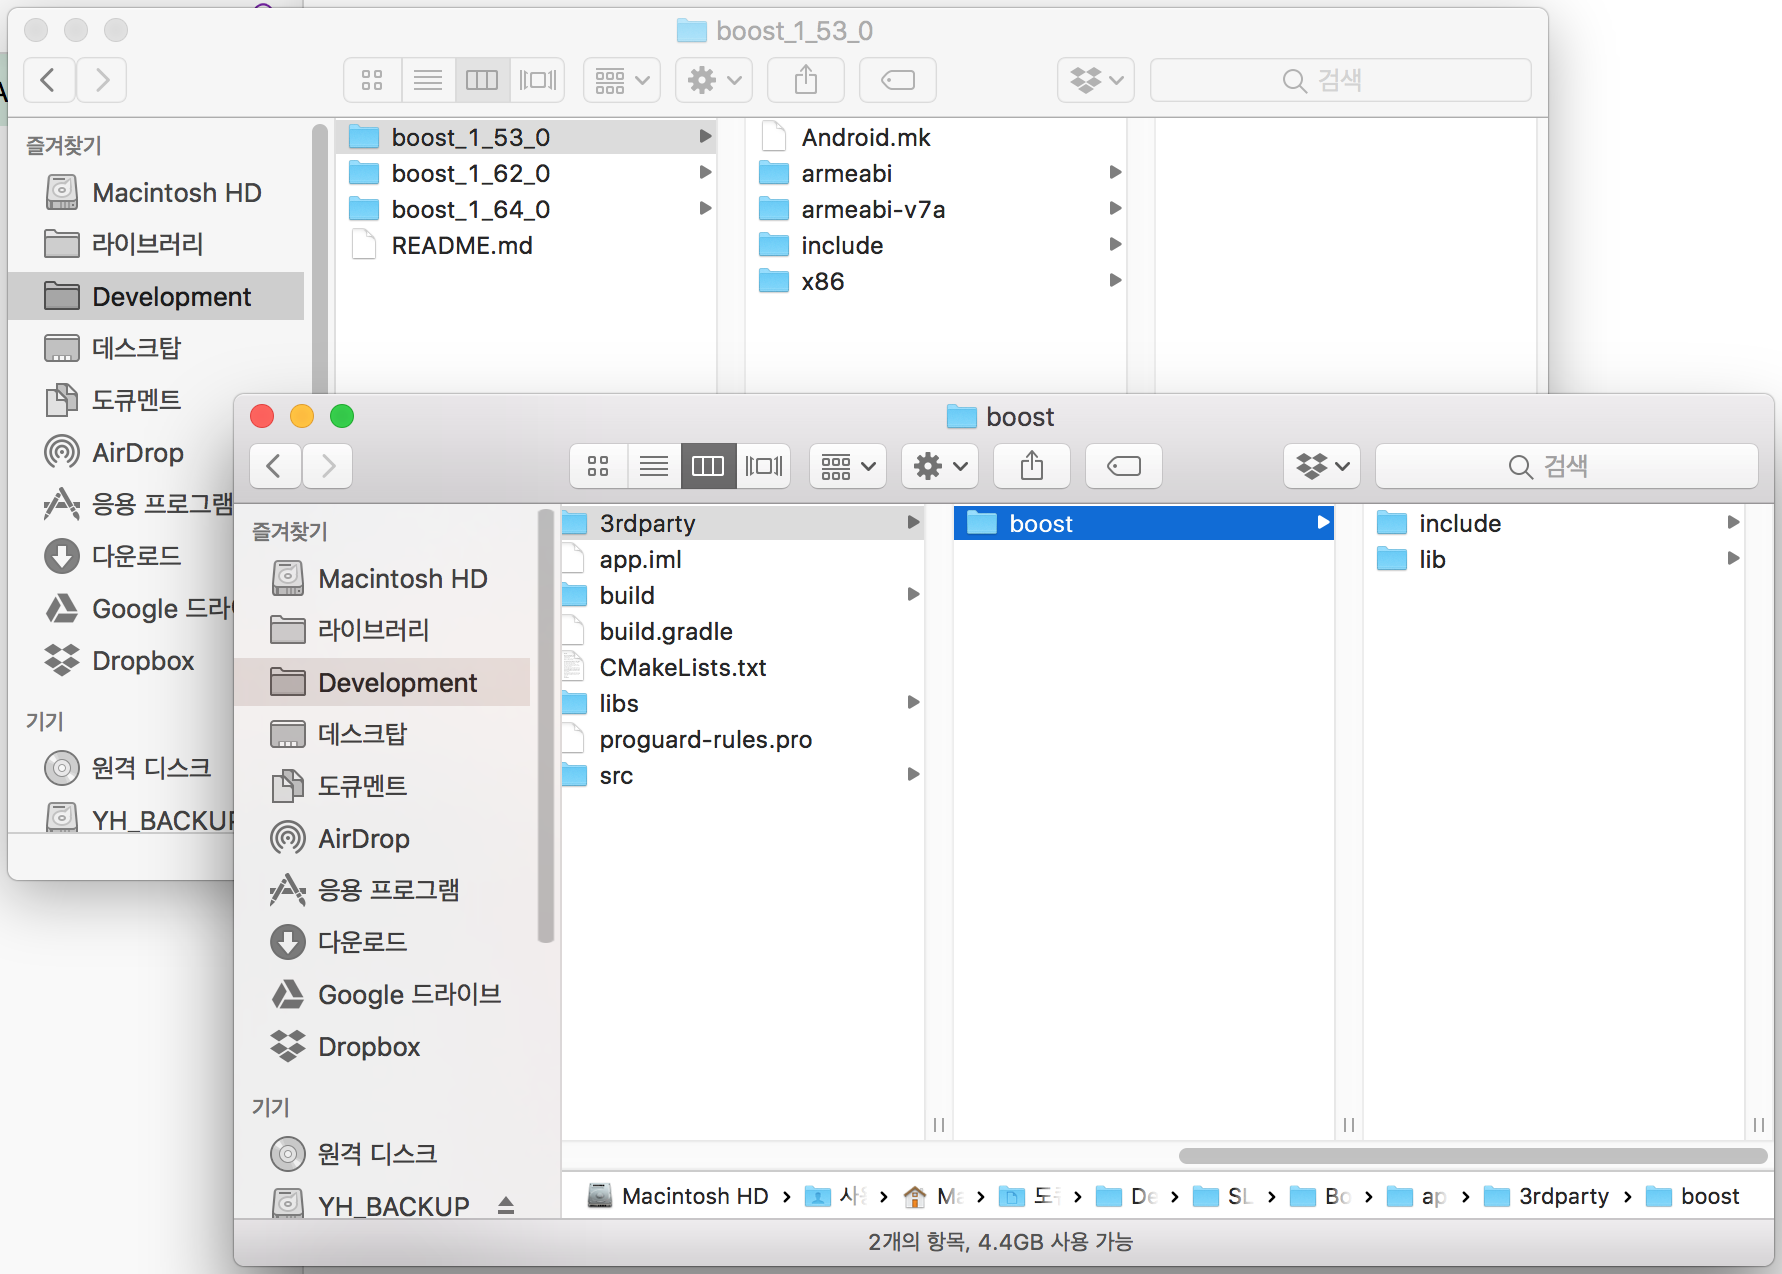 boost_1_53_0
검색
즐겨찾기
Macintosh HD
라이브러리
Development
데스크탑
도큐멘트
AirDrop
응용 프로그램
다운로드
Google
Dropbox
기기
원격 디스크
boost_1_53_0
boost_1_62_0
boost_1_64_0
README.md
Android.mk
armeabi
armeabi-v7a
include
x86
boost
검색
즐겨찾기
Macintosh HD
라이브러리
Development
데스크탑
도큐멘트
AirDrop
응용 프로그램
다운로드
Google 드라이브
Dropbox
기기
원격 디스크
YH_BACKUP
3rdparty
app.iml
build
build.gradle
CMakeLists.txt
libs
proguard-rules.pro
src
boost
include
lib
Macintosh HD › 사 › Ma › 도 › De › SL › Bo › ap › 3rdparty › boost
2개의 항목, 4.4GB 사용 가능